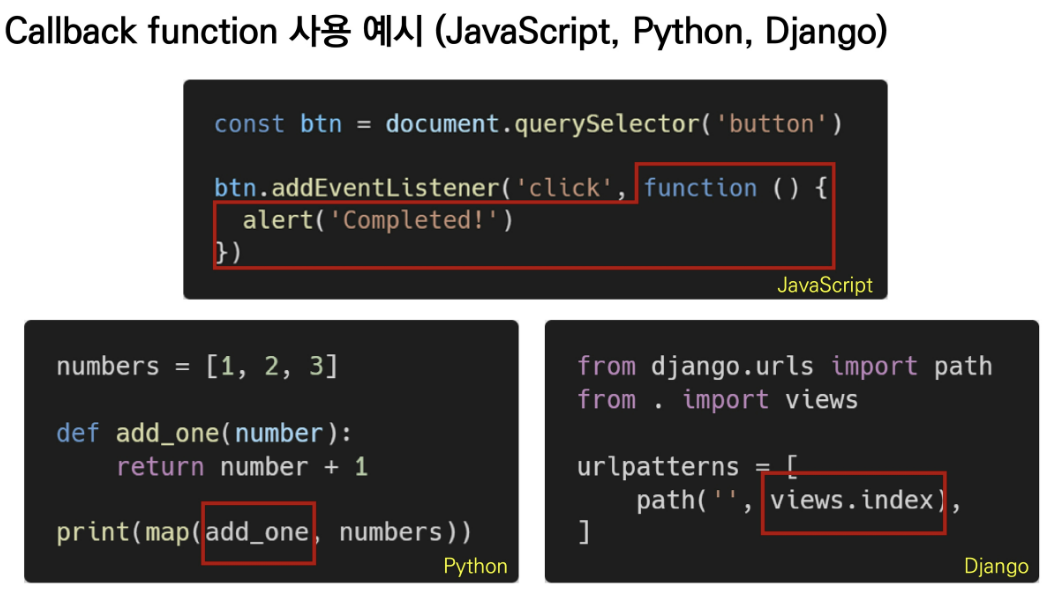 Callback function 사용 예시 (JavaScript, Python, Django)
const btn = document.querySelector('button')
btn.addEventListener('click', function () {
  alert('Completed!')
})
JavaScript
numbers = [1, 2, 3]
def add_one(number):
    return number + 1
print(map(add_one, numbers))
Python
from django.urls import path
from . import views
urlpatterns = [
    path('', views.index),
]
Django